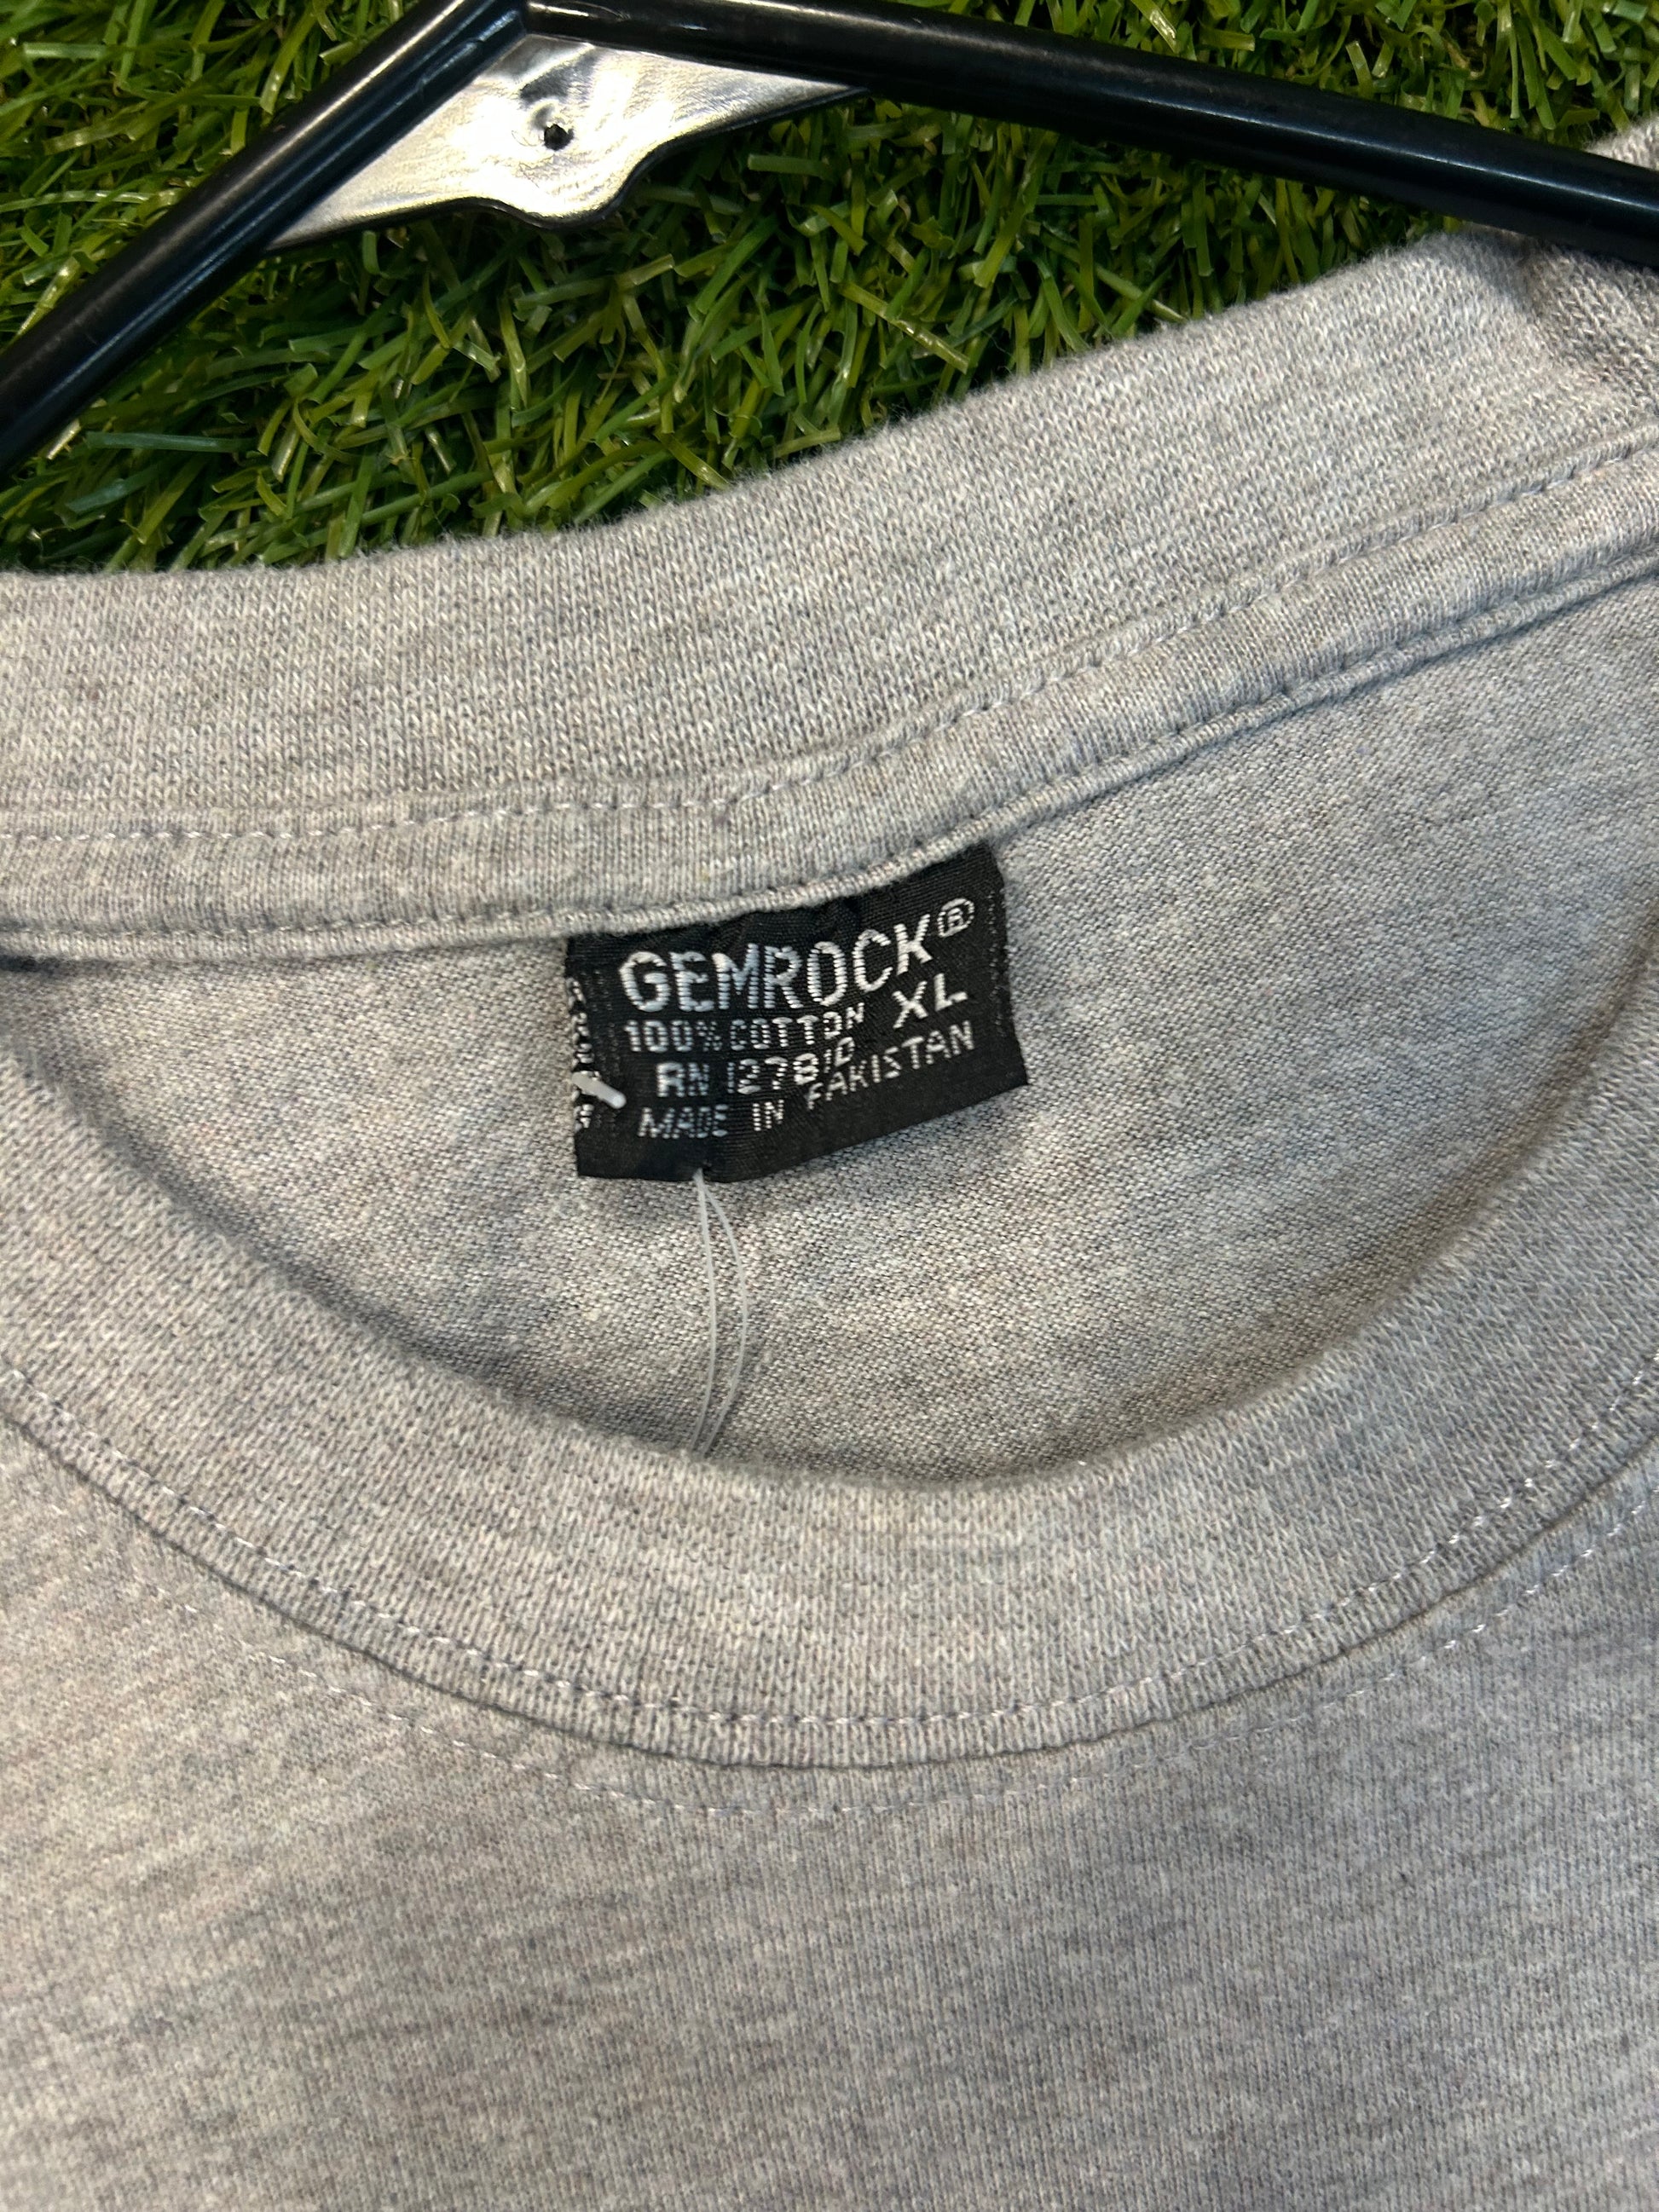 GEMROCK®
100% COTTON XL
RN 127810
MADE IN PAKISTAN